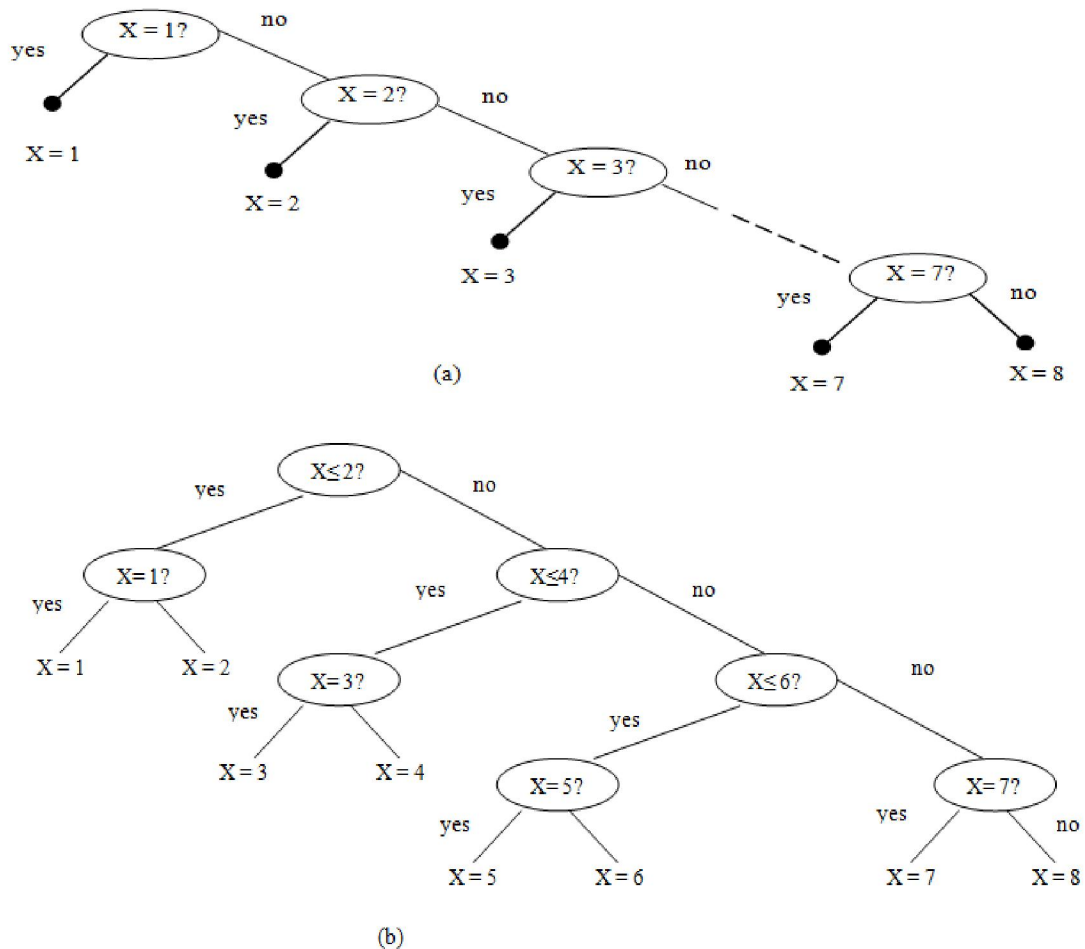 X = 1?
no
yes
X = 2?
no
yes
X = 1
X = 3?
no
yes
X = 2
X = 7?
X = 3
yes
no
(a)
X = 7
X = 8
X≤2?
yes
no
X=1?
X≤4?
yes
yes
no
X = 1
X = 2
X=3?
X≤6?
no
yes
yes
X = 3
X = 4
X=5?
X=7?
yes
yes
no
X = 5
X = 6
X = 7
X = 8
(b)